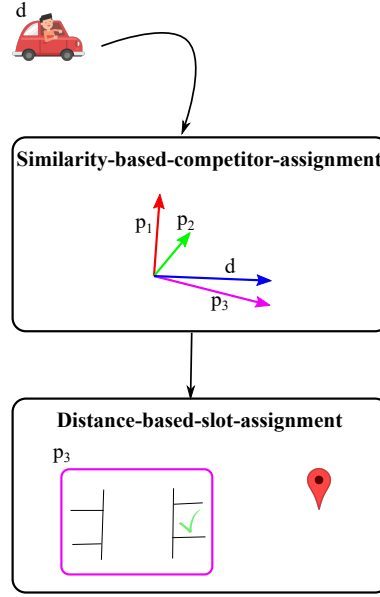 d
Similarity-based-competitor-assignment
p1
p2
d
p3
Distance-based-slot-assignment
p3